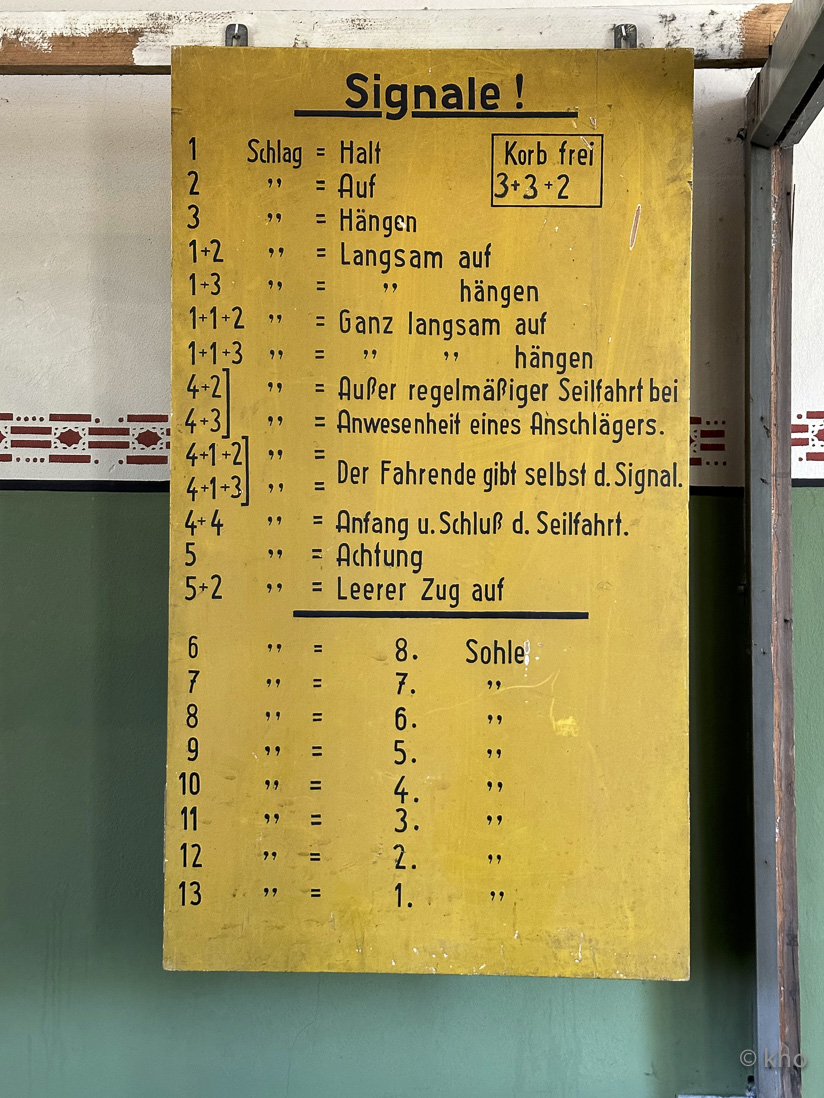 Signale !
1 Schlag = Halt
Korb frei
3+3+2
2 " = Auf
3 " = Hängen
1+2 " = Langsam auf
1+3 " = " hängen
1+1+2 " = Ganz langsam auf
1+1+3 " = " " hängen
4+2] " = Außer regelmäßiger Seilfahrt bei
4+3] " = Anwesenheit eines Anschlägers.
4+1+2] " =
Der Fahrende gibt selbst d. Signal.
4+1+3] " =
4+4 " = Anfang u. Schluß d. Seilfahrt.
5 " = Achtung
5+2 " = Leerer Zug auf
6 " = 8. Sohle
7 " = 7. "
8 " = 6. "
9 " = 5. "
10 " = 4. "
11 " = 3. "
12 " = 2. "
13 " = 1. "
© kho